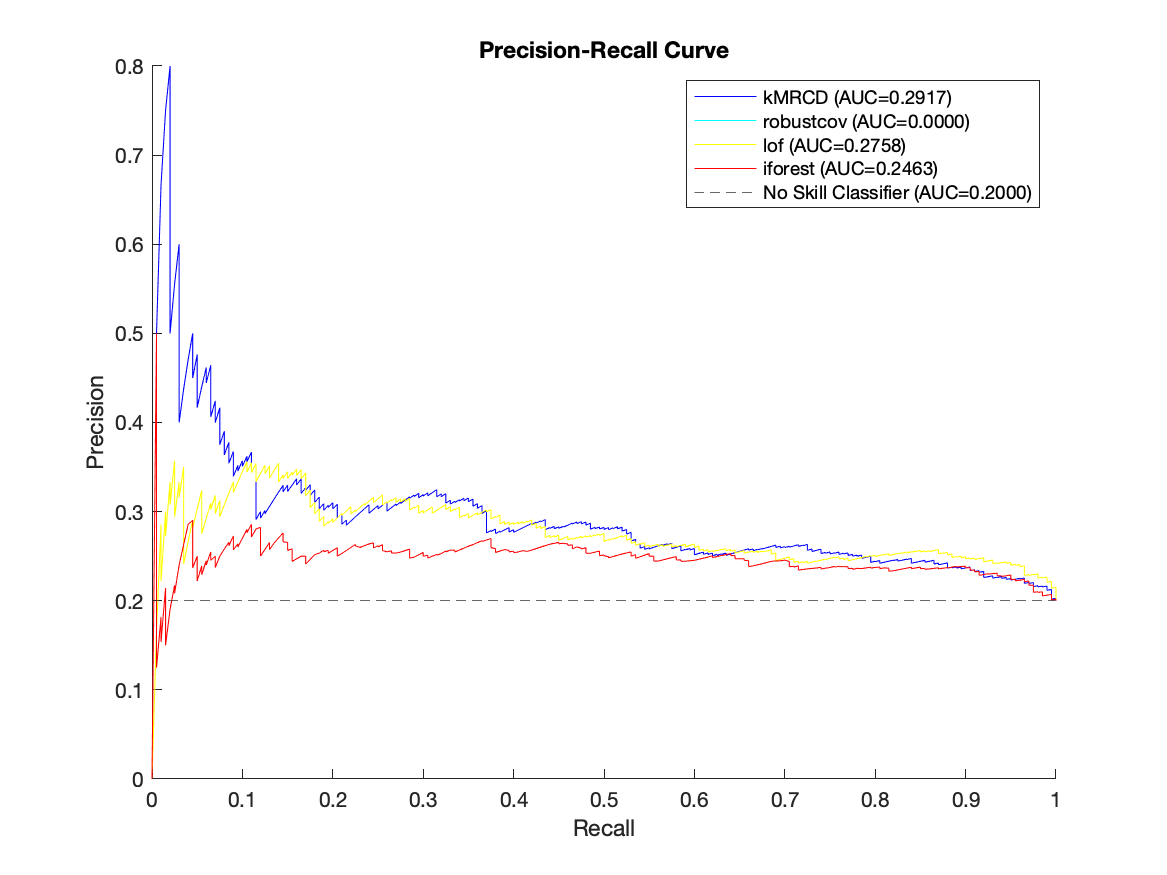 Precision-Recall Curve
kMRCD (AUC=0.2917)
robustcov (AUC=0.0000)
lof (AUC=0.2758)
iforest (AUC=0.2463)
No Skill Classifier (AUC=0.2000)
Precision
0.8
0.7
0.6
0.5
0.4
0.3
0.2
0.1
0
0 0.1 0.2 0.3 0.4 0.5 0.6 0.7 0.8 0.9 1
Recall